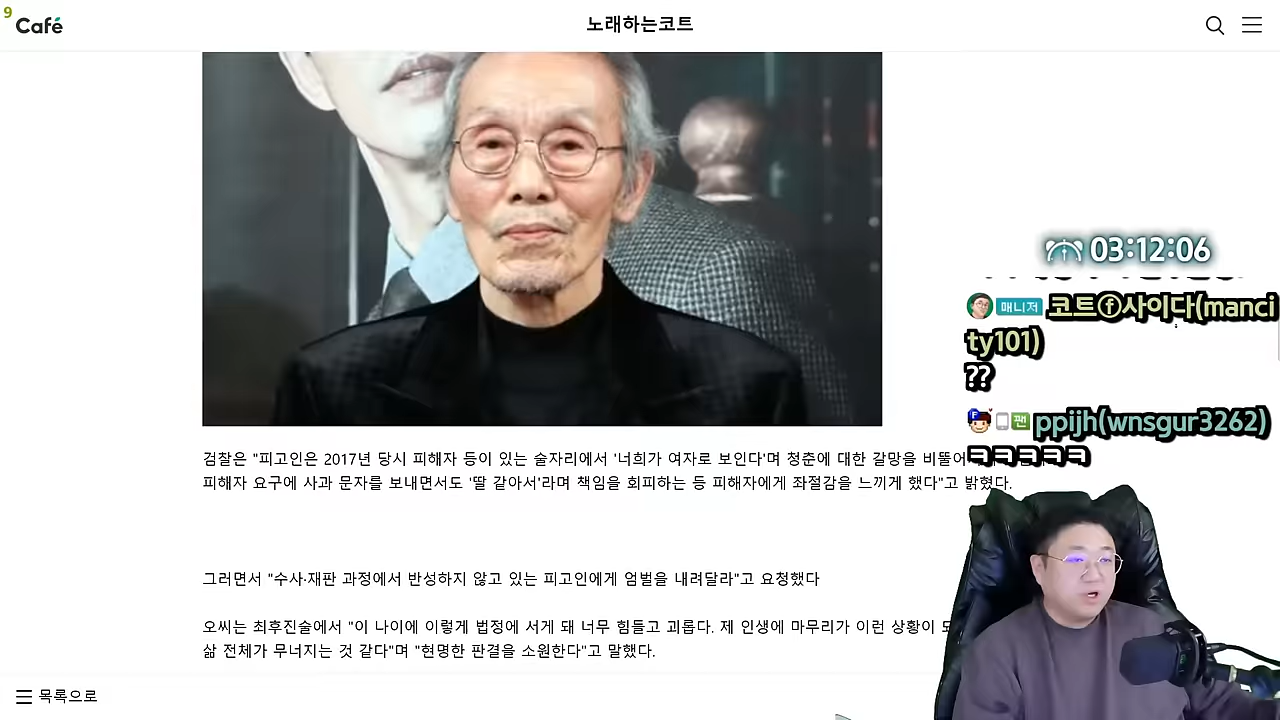 9
Café
노래하는코트
03:12:06
매니저 코트ⓕ사이다(manci
ty101)
??
팬 ppijh(wnsgur3262)
ㅋㅋㅋㅋㅋ
검찰은 "피고인은 2017년 당시 피해자 등이 있는 술자리에서 '너희가 여자로 보인다'며 청춘에 대한 갈망을 비뚤어
피해자 요구에 사과 문자를 보내면서도 '딸 같아서'라며 책임을 회피하는 등 피해자에게 좌절감을 느끼게 했다"고 밝혔다.
그러면서 "수사·재판 과정에서 반성하지 않고 있는 피고인에게 엄벌을 내려달라"고 요청했다
오씨는 최후진술에서 "이 나이에 이렇게 법정에 서게 돼 너무 힘들고 괴롭다. 제 인생에 마무리가 이런 상황이
삶 전체가 무너지는 것 같다"며 "현명한 판결을 소원한다"고 말했다.
목록으로